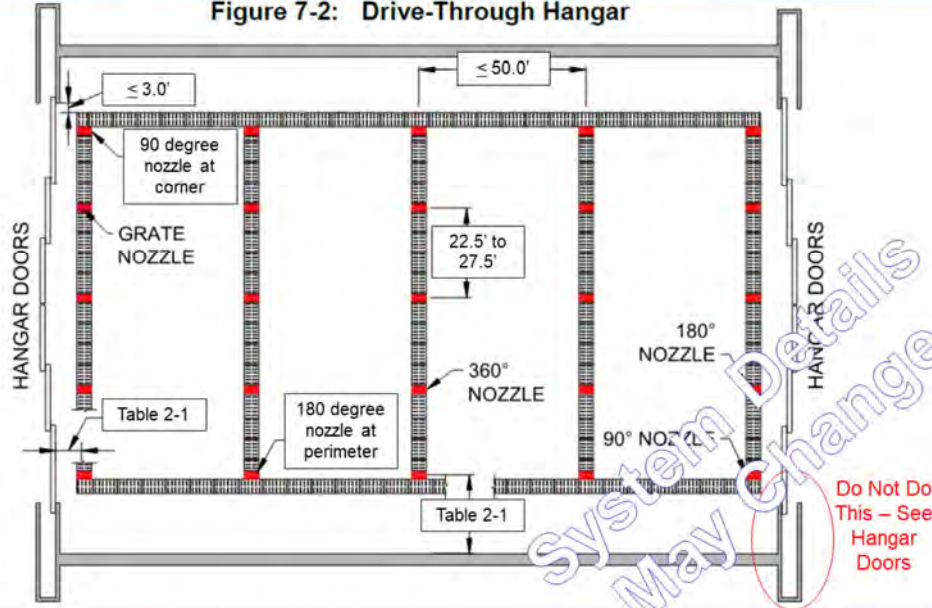 Figure 7-2: Drive-Through Hangar
≤ 3.0'
≤ 50.0'
90 degree
nozzle at
corner
GRATE
NOZZLE
22.5' to
27.5'
HANGAR DOORS
HANGAR DOORS
180°
NOZZLE
360°
NOZZLE
Table 2-1
180 degree
nozzle at
perimeter
90° NOZZLE
Table 2-1
System Details
May Change
Do Not Do
This – See
Hangar
Doors